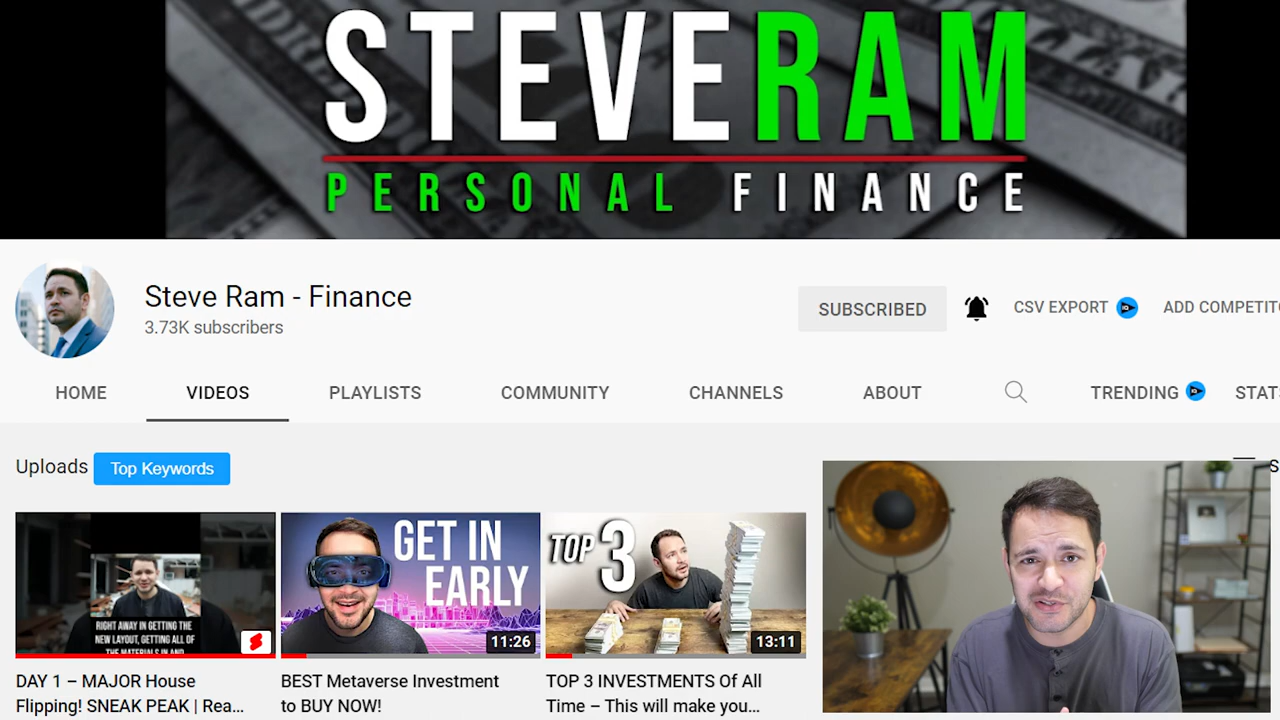 STEVERAM
PERSONAL FINANCE
Steve Ram - Finance
3.73K subscribers
SUBSCRIBED
CSV EXPORT
ADD COMPETITO
HOME
VIDEOS
PLAYLISTS
COMMUNITY
CHANNELS
ABOUT
TRENDING
STATS
Uploads
Top Keywords
S
RIGHT AWAY IN GETTING THE
NEW LAYOUT, GETTING ALL OF
THE MATERIALS IN AND
GET IN
EARLY
11:26
TOP 3
13:11
DAY 1 – MAJOR House
Flipping! SNEAK PEAK | Rea...
BEST Metaverse Investment
to BUY NOW!
TOP 3 INVESTMENTS Of All
Time – This will make you...